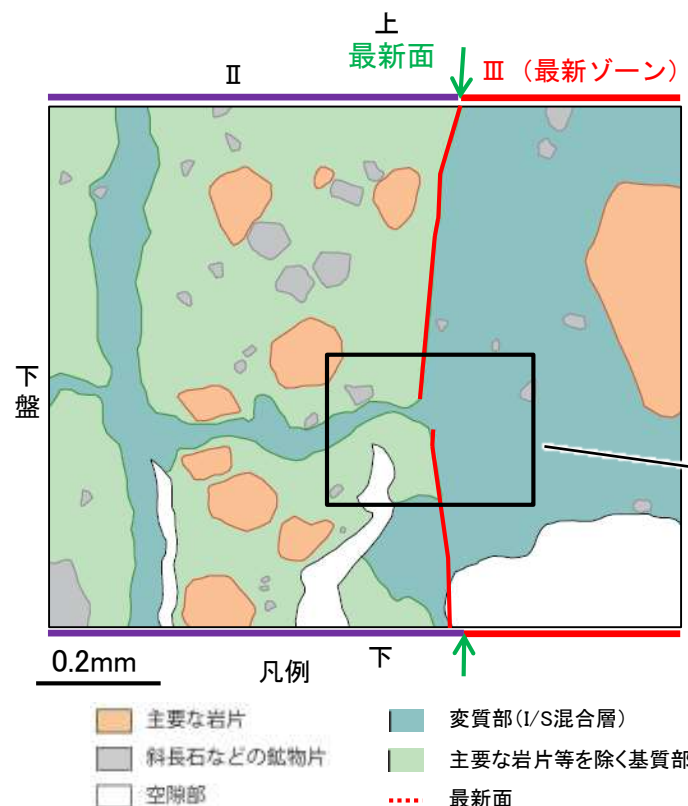 上
最新面
Ⅱ
Ⅲ（最新ゾーン）
下
盤
0.2mm
凡例
下
主要な岩片
斜長石などの鉱物片
空隙部
変質部(I/S混合層)
主要な岩片等を除く基質部
最新面